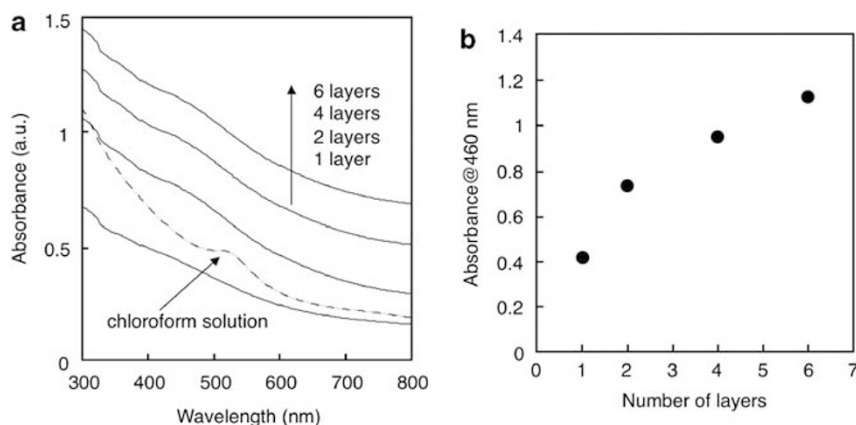 a
1.5
1
0.5
0
300
400
500
600
700
800
Absorbance (a.u.)
Wavelength (nm)
6 layers
4 layers
2 layers
1 layer
chloroform solution
b
1.4
1.2
1
0.8
0.6
0.4
0.2
0
0
1
2
3
4
5
6
7
Absorbance@460 nm
Number of layers